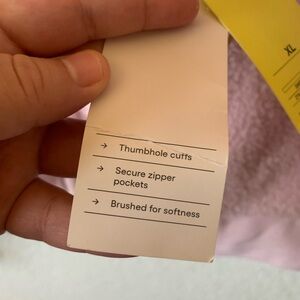 XL
→ Thumbhole cuffs
→ Secure zipper
pockets
→ Brushed for softness